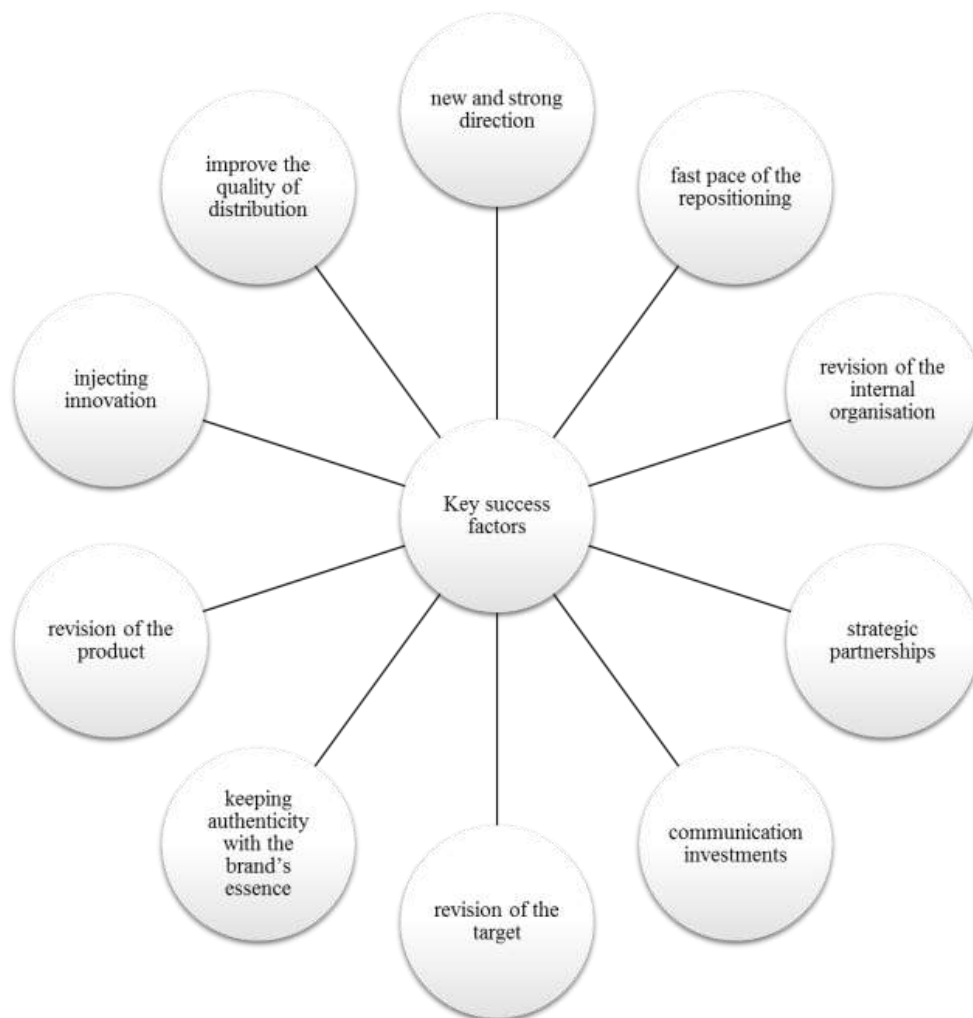 new and strong
direction
fast pace of the
repositioning
revision of the
internal
organisation
strategic
partnerships
communication
investments
revision of the
target
keeping
authenticity
with the
brand’s
essence
revision of the
product
injecting
innovation
improve the
quality of
distribution
Key success
factors